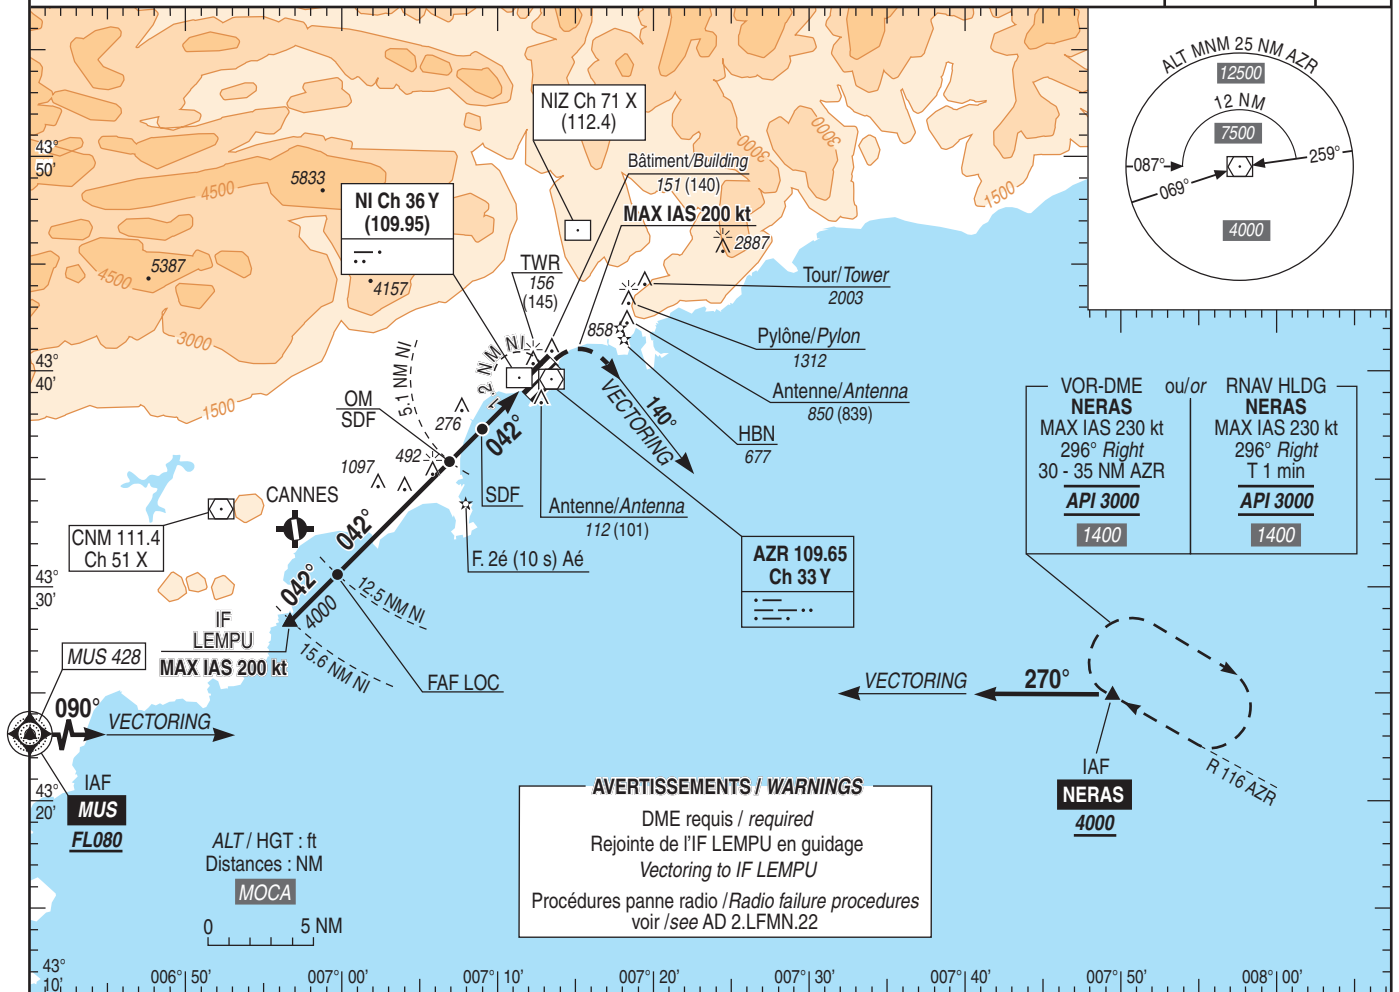 ALT MNM 25 NM AZR
12500
12 NM
7500
087°
069°
259°
4000
43°
50'
43°
40'
43°
30'
43°
20'
43°
10'
5833
4500
5387
4500
4157
3000
1500
3000
3000
1500
NIZ Ch 71 X
(112.4)
NI Ch 36 Y
(109.95)
Bâtiment/Building
151 (140)
MAX IAS 200 kt
2887
TWR
156
(145)
Tour/Tower
2003
858
Pylône/Pylon
1312
Antenne/Antenna
850 (839)
HBN
677
140°
VECTORING
1.2 NM NI
5.1 NM NI
OM
SDF
276
492
1097
042°
SDF
Antenne/Antenna
112 (101)
F. 2é (10 s) Aé
CANNES
CNM 111.4
Ch 51 X
042°
042°
4000
12.5 NM NI
15.6 NM NI
IF
LEMPU
MAX IAS 200 kt
FAF LOC
AZR 109.65
Ch 33 Y
VOR-DME ou/or RNAV HLDG
NERAS
MAX IAS 230 kt
296° Right
30 - 35 NM AZR
API 3000
1400
NERAS
MAX IAS 230 kt
296° Right
T 1 min
API 3000
1400
MUS 428
090°
VECTORING
IAF
MUS
FL080
VECTORING
270°
IAF
NERAS
4000
R 116 AZR
ALT / HGT : ft
Distances : NM
MOCA
0 5 NM
AVERTISSEMENTS / WARNINGS
DME requis / required
Rejointe de l'IF LEMPU en guidage
Vectoring to IF LEMPU
Procédures panne radio / Radio failure procedures
voir / see AD 2.LFMN.22
006° 50'
007° 00'
007° 10'
007° 20'
007° 30'
007° 40'
007° 50'
008° 00'